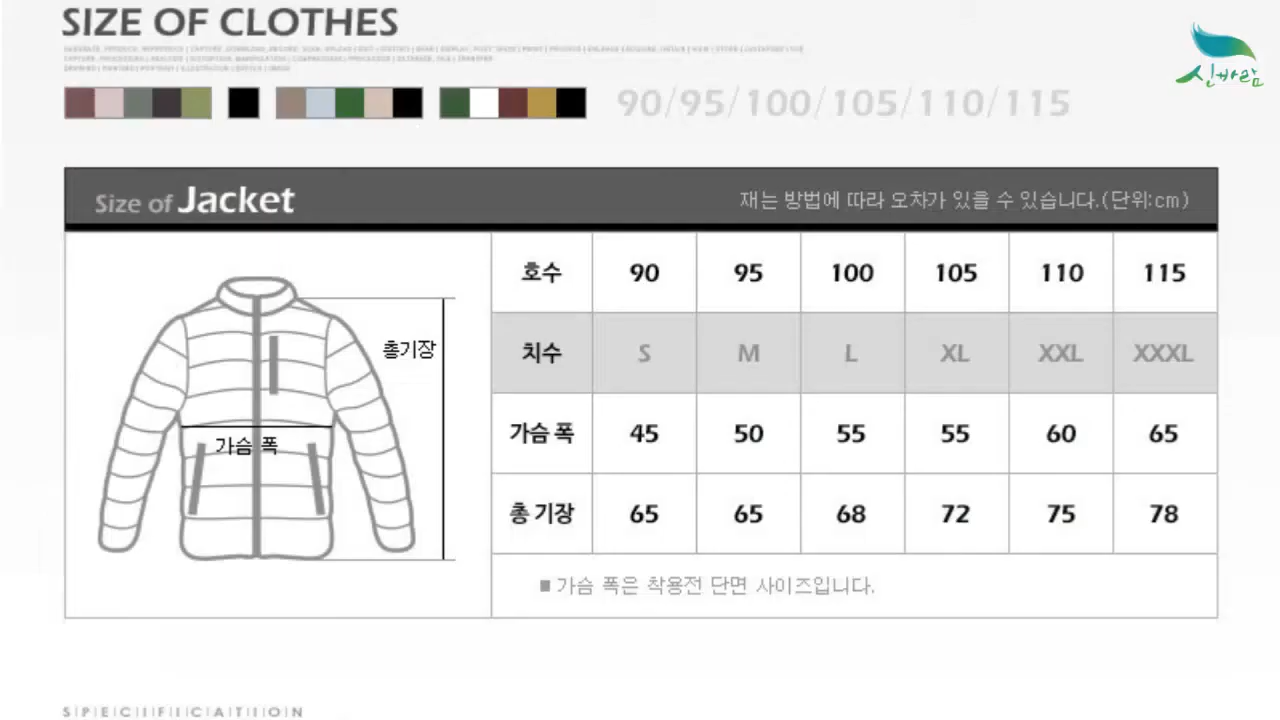 SIZE OF CLOTHES
신바람
90/95/100/105/110/115
Size of Jacket
재는 방법에 따라 오차가 있을 수 있습니다.(단위:cm)
호수 90 95 100 105 110 115
치수 S M L XL XXL XXXL
가슴 폭 45 50 55 55 60 65
총 기장 65 65 68 72 75 78
총기장
가슴 폭
■ 가슴 폭은 착용전 단면 사이즈입니다.
S|P|E|C|I|F|I|C|A|T|I|O|N